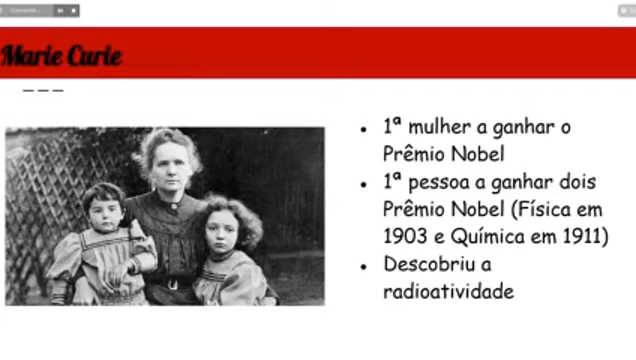 Marie Curie
1ª mulher a ganhar o
Prêmio Nobel
1ª pessoa a ganhar dois
Prêmio Nobel (Física em
1903 e Química em 1911)
Descobriu a
radioatividade